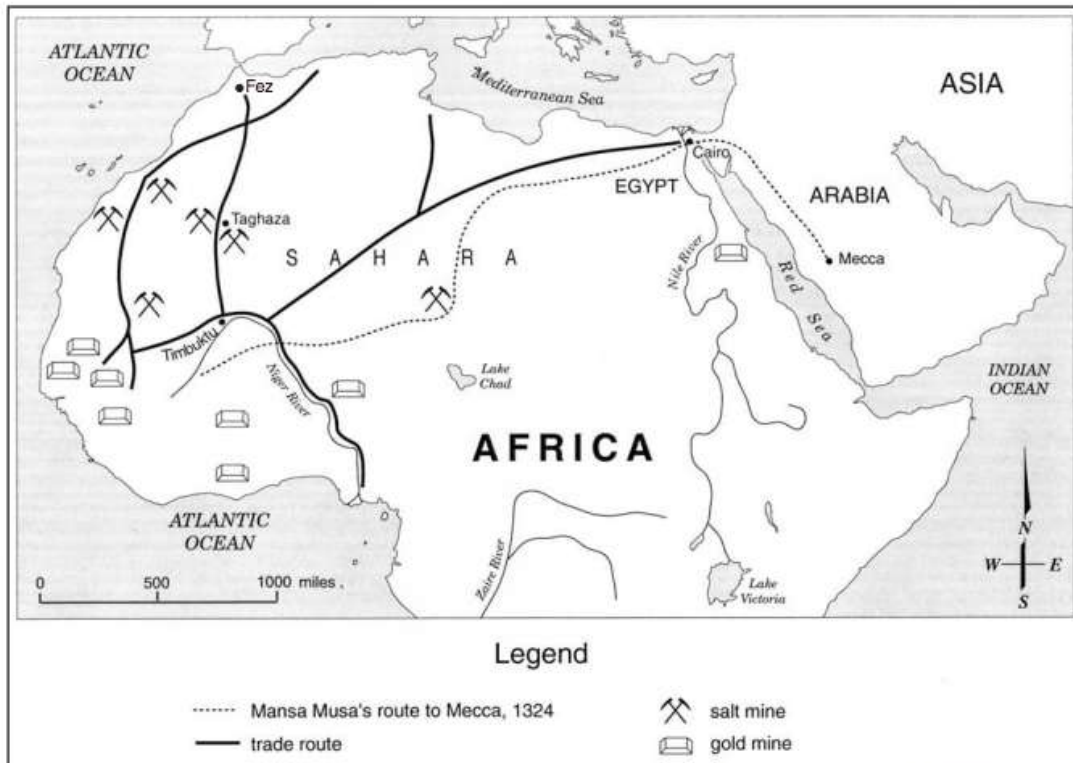 ATLANTIC
OCEAN
Fez
Mediterranean Sea
ASIA
Cairo
EGYPT
ARABIA
Taghaza
SAHARA
Nile River
Mecca
Red
Sea
Timbuktu
Niger River
Lake
Chad
INDIAN
OCEAN
AFRICA
ATLANTIC
OCEAN
N
W E
S
0 500 1000 miles
Zaire River
Lake
Victoria
Legend
Mansa Musa's route to Mecca, 1324
salt mine
trade route
gold mine